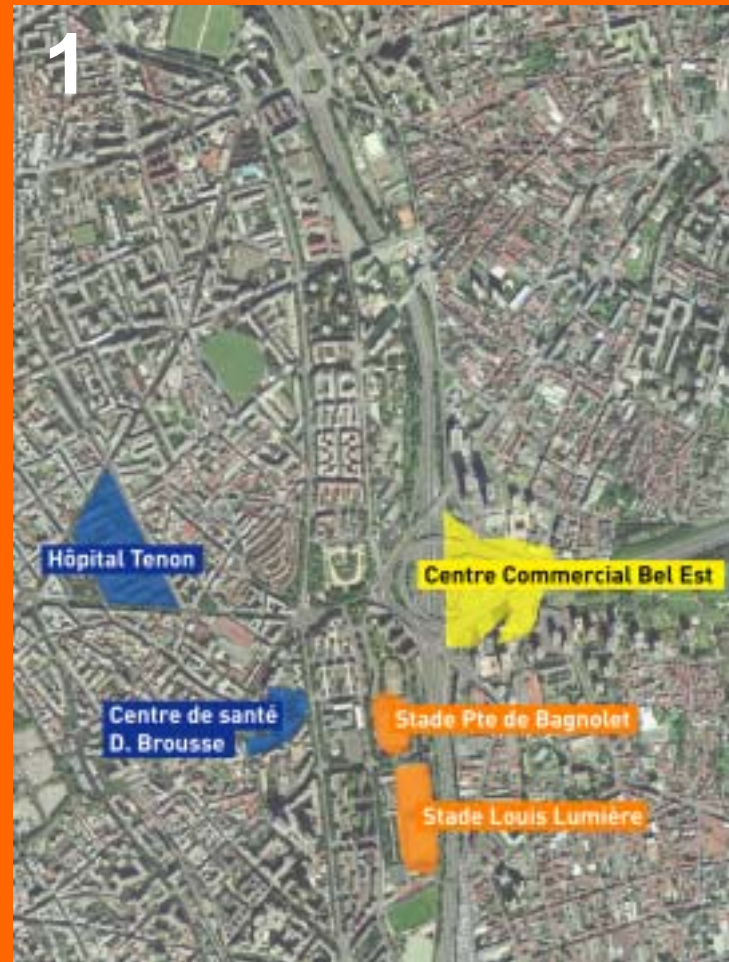 1
Hôpital Tenon
Centre Commercial Bel Est
Centre de santé
D. Brousse
Stade Pte de Bagnolet
Stade Louis Lumière